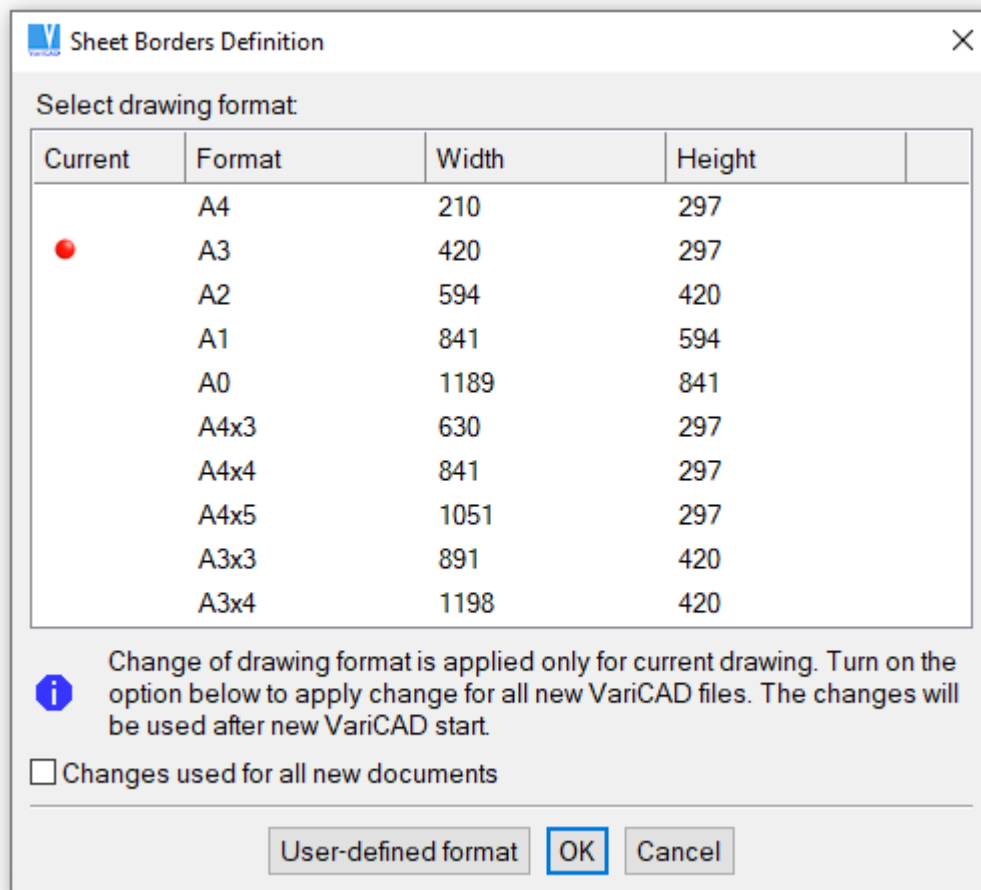 Sheet Borders Definition
Select drawing format:
Current Format Width Height
A4 210 297
A3 420 297
A2 594 420
A1 841 594
A0 1189 841
A4x3 630 297
A4x4 841 297
A4x5 1051 297
A3x3 891 420
A3x4 1198 420
Change of drawing format is applied only for current drawing. Turn on the
option below to apply change for all new VariCAD files. The changes will
be used after new VariCAD start.
Changes used for all new documents
User-defined format OK Cancel